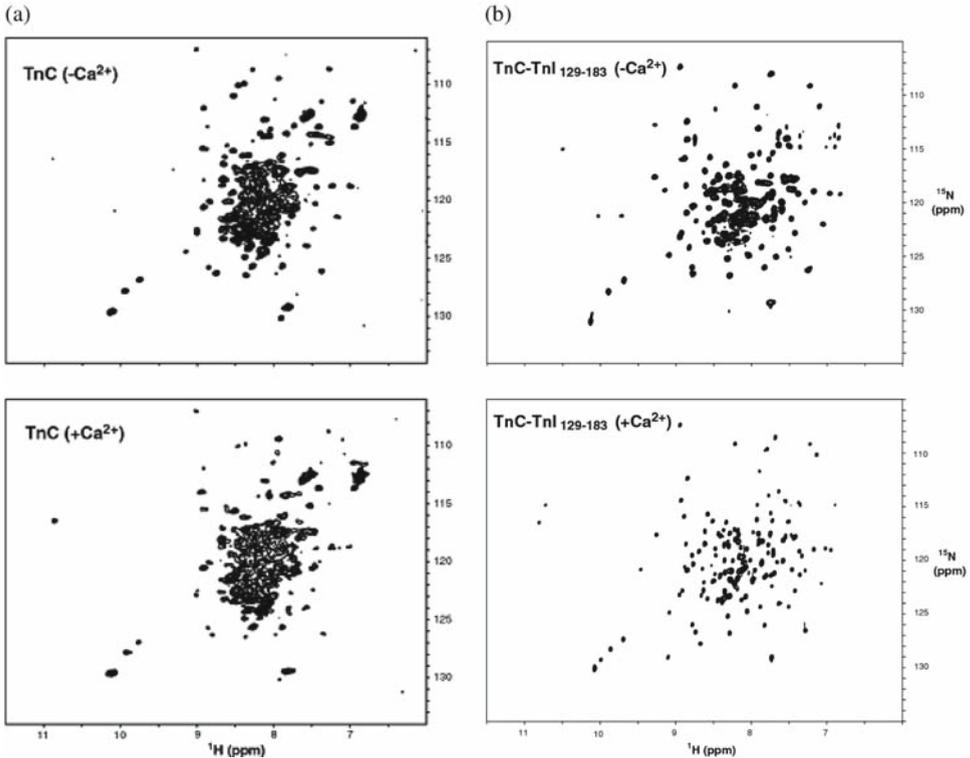 (a)
(b)
TnC (-Ca²⁺)
110
115
120
125
130
TnC-TnI 129-183 (-Ca²⁺)
110
115
120
125
130
¹⁵N
(ppm)
TnC (+Ca²⁺)
110
115
120
125
130
11
10
9
8
7
¹H (ppm)
TnC-TnI 129-183 (+Ca²⁺)
110
115
120
125
130
¹⁵N
(ppm)
11
10
9
8
7
¹H (ppm)